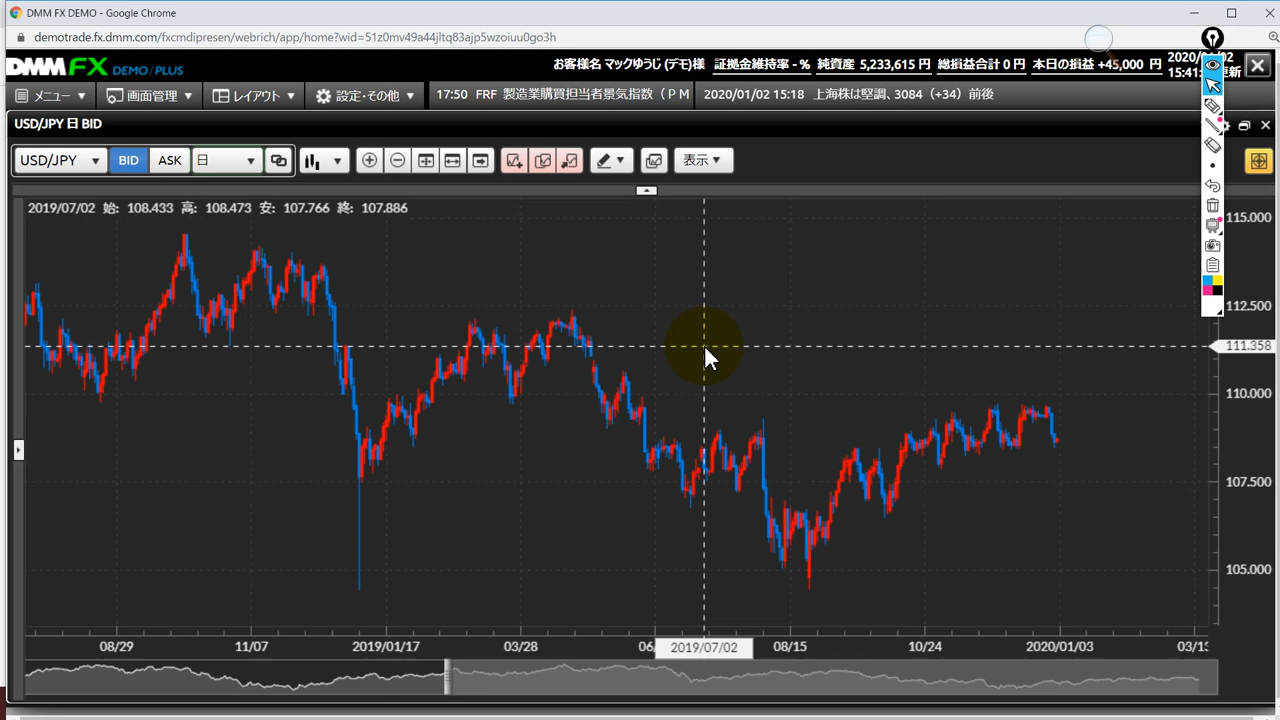 DMM FX DEMO - Google Chrome
demotrade.fx.dmm.com/fxcmdipresen/webrich/app/home?wid=51z0mv49a44jltq83ajp5wzoiuu0go3h
DMM FX DEMO/PLUS お客様名 マックゆうじ (デモ)様 証拠金維持率 - % 純資産 5,233,615 円 総損益合計 0 円 本日の損益 +45,000 円
メニュー 画面管理 レイアウト 設定・その他 17:50 FRF 製造業購買担当者景気指数 (PM 2020/01/02 15:18 上海株は堅調、3084 (+34) 前後
USD/JPY 日 BID
USD/JPY BID ASK 日 表示
2019/07/02 始: 108.433 高: 108.473 安: 107.766 終: 107.886
115.000
112.500
111.358
110.000
107.500
105.000
08/29 11/07 2019/01/17 03/28 2019/07/02 08/15 10/24 2020/01/03